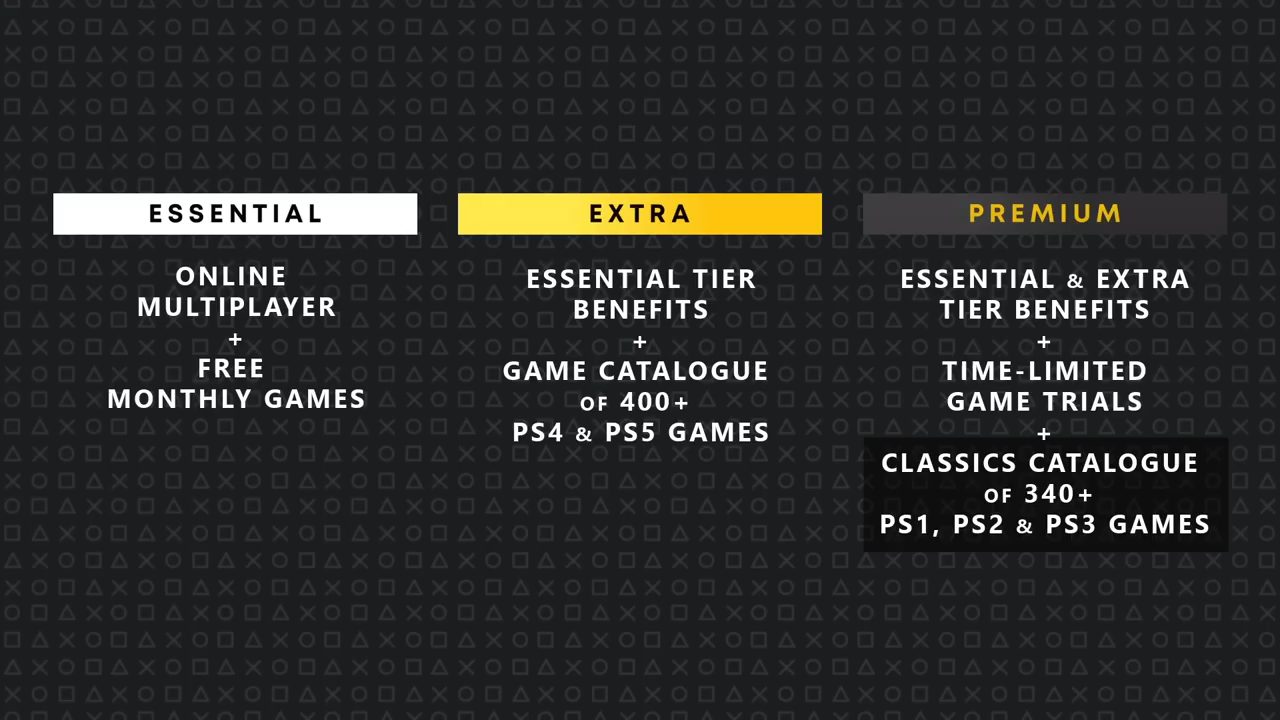 ESSENTIAL
ONLINE
MULTIPLAYER
+
FREE
MONTHLY GAMES
EXTRA
ESSENTIAL TIER
BENEFITS
+
GAME CATALOGUE
OF 400+
PS4 & PS5 GAMES
PREMIUM
ESSENTIAL & EXTRA
TIER BENEFITS
+
TIME-LIMITED
GAME TRIALS
+
CLASSICS CATALOGUE
OF 340+
PS1, PS2 & PS3 GAMES